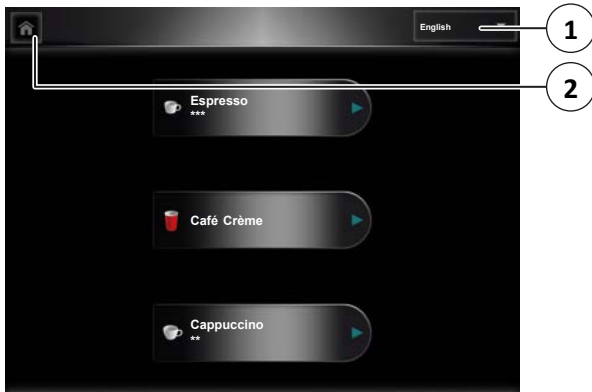 English
1
2
Espresso
***
Café Crème
Cappuccino
**